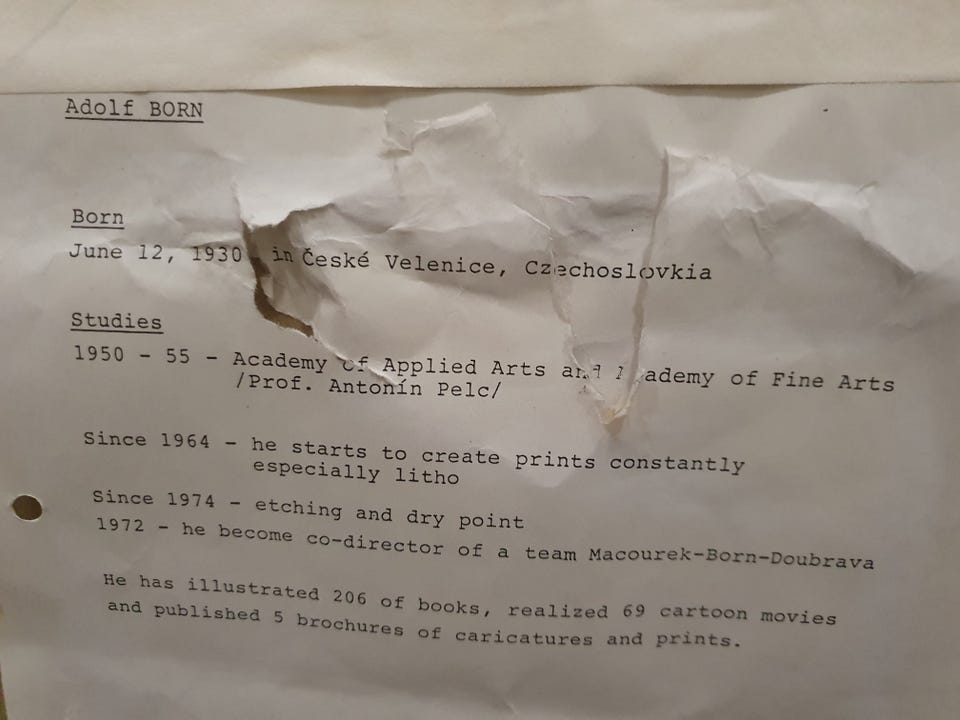 Adolf BORN
Born
June 12, 1930 in České Velenice, Czechoslovkia
Studies
1950 - 55 - Academy of Applied Arts and Academy of Fine Arts
/Prof. Antonín Pelc/
Since 1964 - he starts to create prints constantly
especially litho
Since 1974 - etching and dry point
1972 - he become co-director of a team Macourek-Born-Doubrava
He has illustrated 206 of books, realized 69 cartoon movies
and published 5 brochures of caricatures and prints.